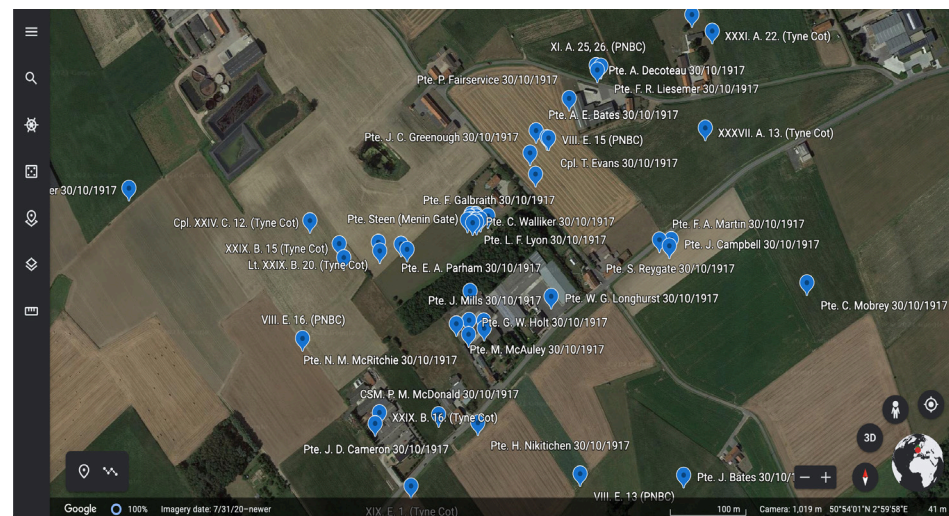 XXXI. A. 22. (Tyne Cot)
XI. A. 25, 26. (PNBC)
Pte. A. Decoteau 30/10/1917
Pte. P. Fairservice 30/10/1917
Pte. F. R. Liesemer 30/10/1917
Pte. A. E. Bates 30/10/1917
XXXVII. A. 13. (Tyne Cot)
Pte. J. C. Greenough 30/10/1917
VIII. E. 15 (PNBC)
Cpl. T. Evans 30/10/1917
er 30/10/1917
Pte. F. Galbraith 30/10/1917
Cpl. XXIV. C. 12. (Tyne Cot)
Pte. Steen (Menin Gate)
Pte. C. Walliker 30/10/1917
Pte. F. A. Martin 30/10/1917
Pte. L. F. Lyon 30/10/1917
Pte. J. Campbell 30/10/1917
XXIX. B. 15 (Tyne Cot)
Lt. XXIX. B. 20. (Tyne Cot)
Pte. E. A. Parham 30/10/1917
Pte. S. Reygate 30/10/1917
Pte. J. Mills 30/10/1917
Pte. W. G. Longhurst 30/10/1917
Pte. C. Mobrey 30/10/1917
VIII. E. 16. (PNBC)
Pte. G. W. Holt 30/10/1917
Pte. M. McAuley 30/10/1917
Pte. N. M. McRitchie 30/10/1917
CSM. P. M. McDonald 30/10/1917
XXIX. B. 16. (Tyne Cot)
Pte. J. D. Cameron 30/10/1917
Pte. H. Nikitichen 30/10/1917
3D
Pte. J. Bates 30/10/1
VIII. E. 13 (PNBC)
XIX. E. 1. (Tyne Cot)
Google 100% Imagery date: 7/31/20-newer 100 m Camera: 1,019 m 50°54'01"N 2°59'58"E 41 m